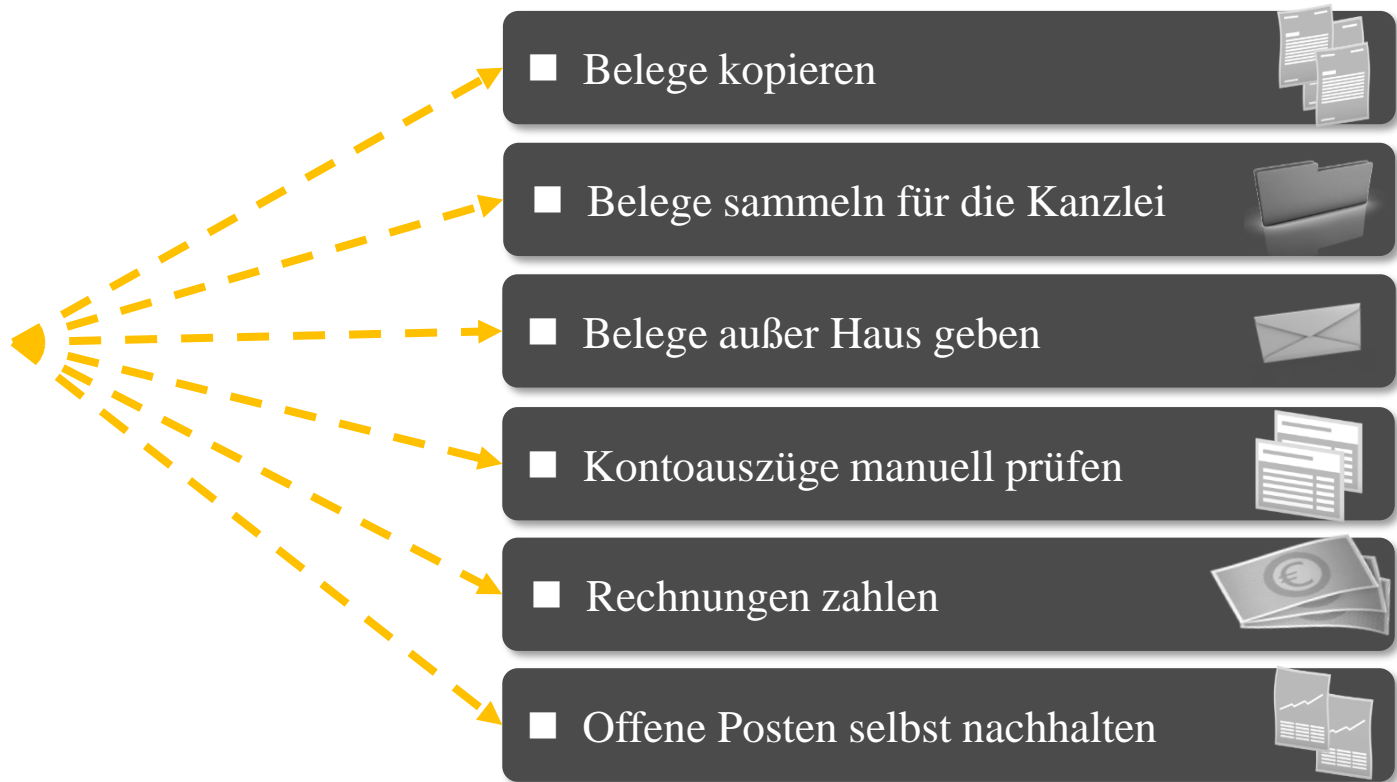 Belege kopieren
Belege sammeln für die Kanzlei
Belege außer Haus geben
Kontoauszüge manuell prüfen
Rechnungen zahlen
€
Offene Posten selbst nachhalten